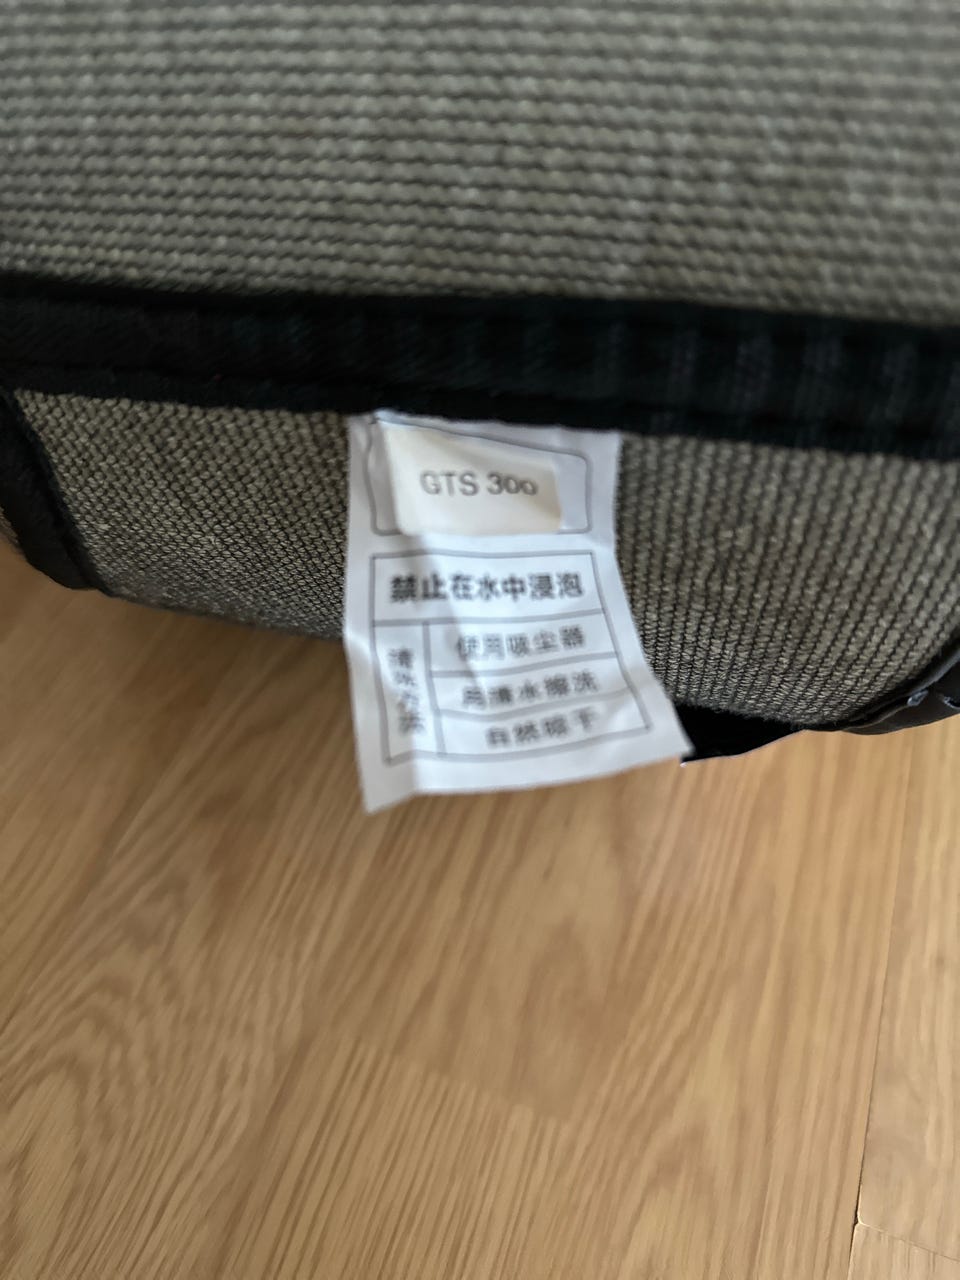 GTS 300
禁止在水中浸泡
清洗方法
使用吸尘器
用清水擦洗
自然晾干